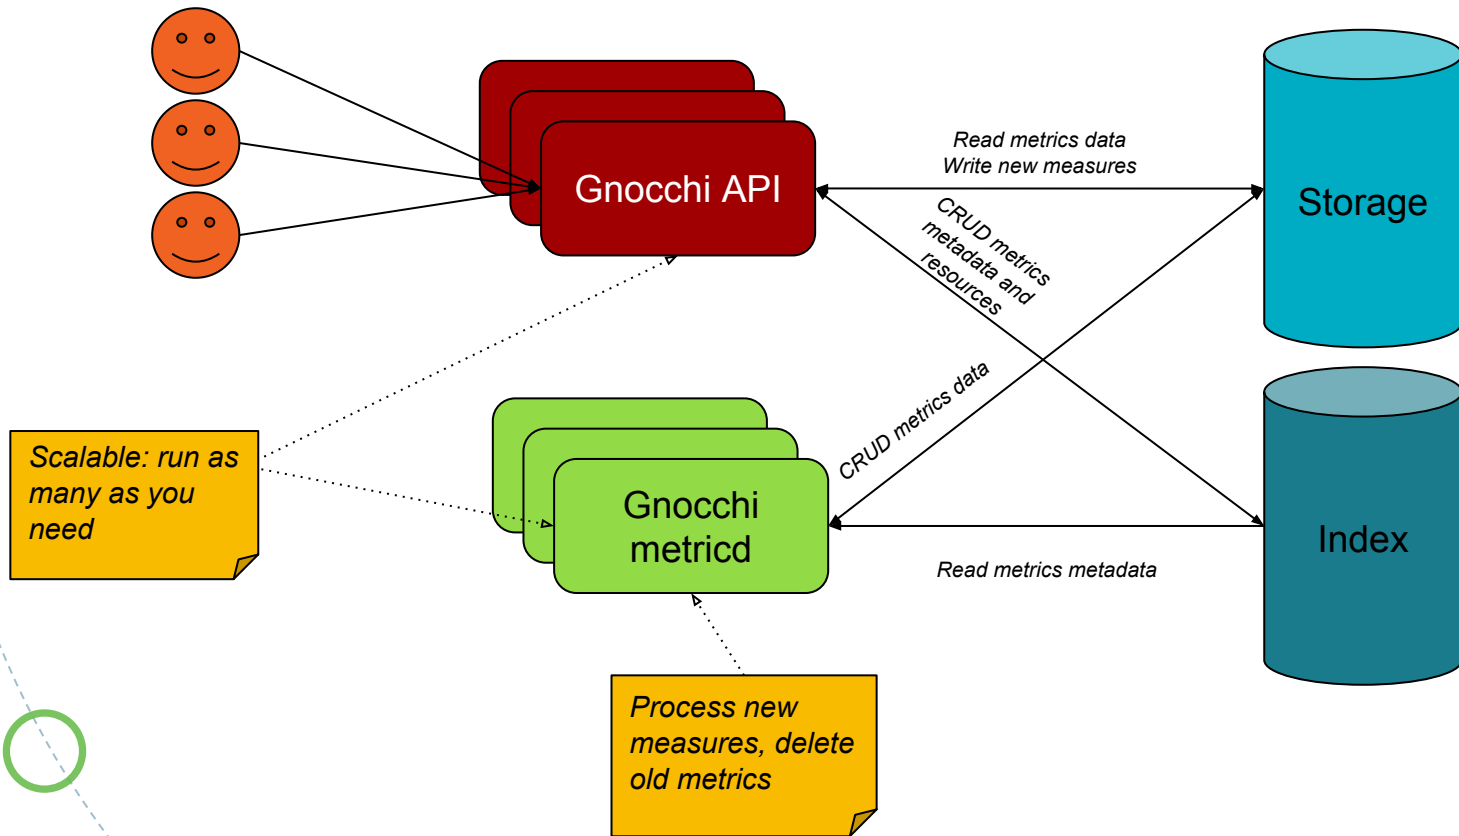 Gnocchi API
Read metrics data
Write new measures
Storage
CRUD metrics
metadata and
resources
CRUD metrics data
Scalable: run as
many as you
need
Gnocchi
metricd
Index
Read metrics metadata
Process new
measures, delete
old metrics